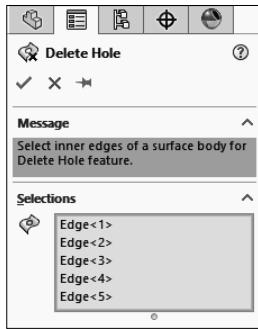 Delete Hole
Message
Select inner edges of a surface body for
Delete Hole feature.
Selections
Edge<1>
Edge<2>
Edge<3>
Edge<4>
Edge<5>